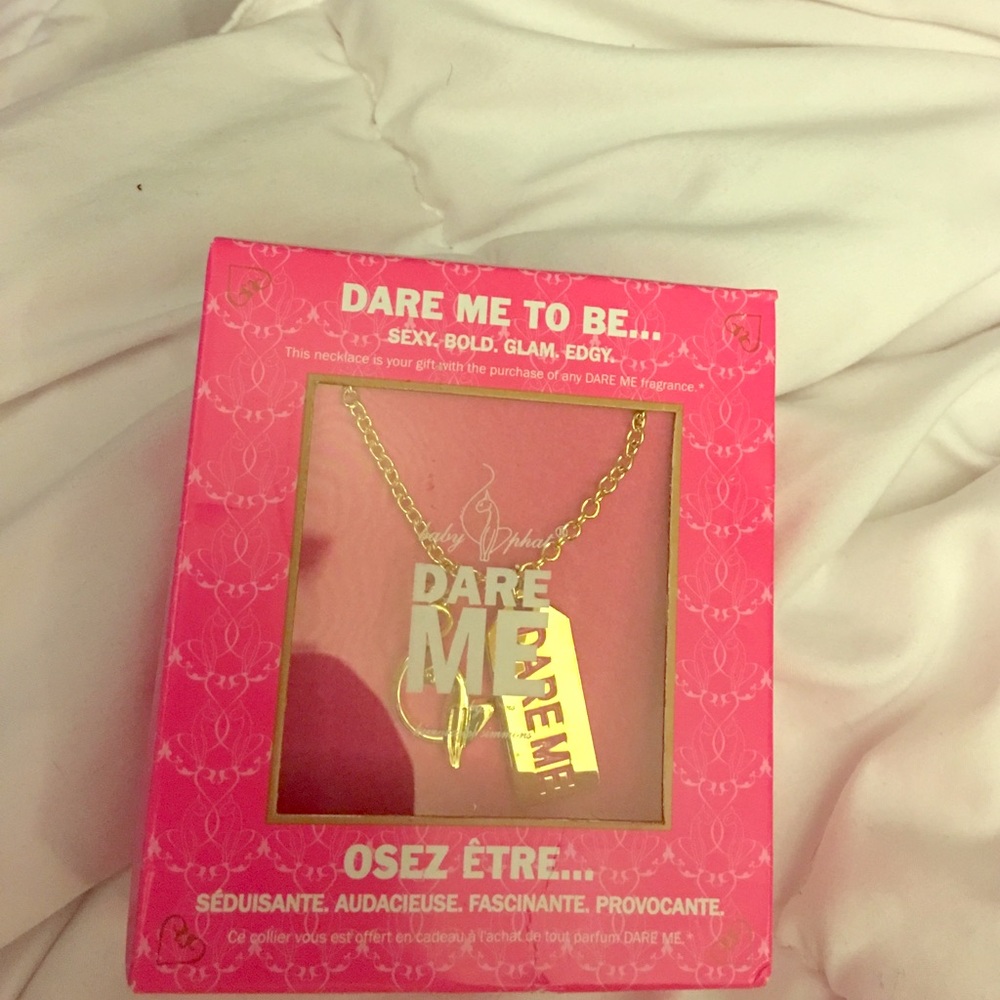 DARE ME TO BE...
SEXY. BOLD. GLAM. EDGY.
This necklace is your gift with the purchase of any DARE ME fragrance.*
baby phat®
DARE
ME
simmons
DARE ME
OSEZ ÊTRE...
SÉDUISANTE. AUDACIEUSE. FASCINANTE. PROVOCANTE.
Ce collier vous est offert en cadeau à l'achat de tout parfum DARE ME.*